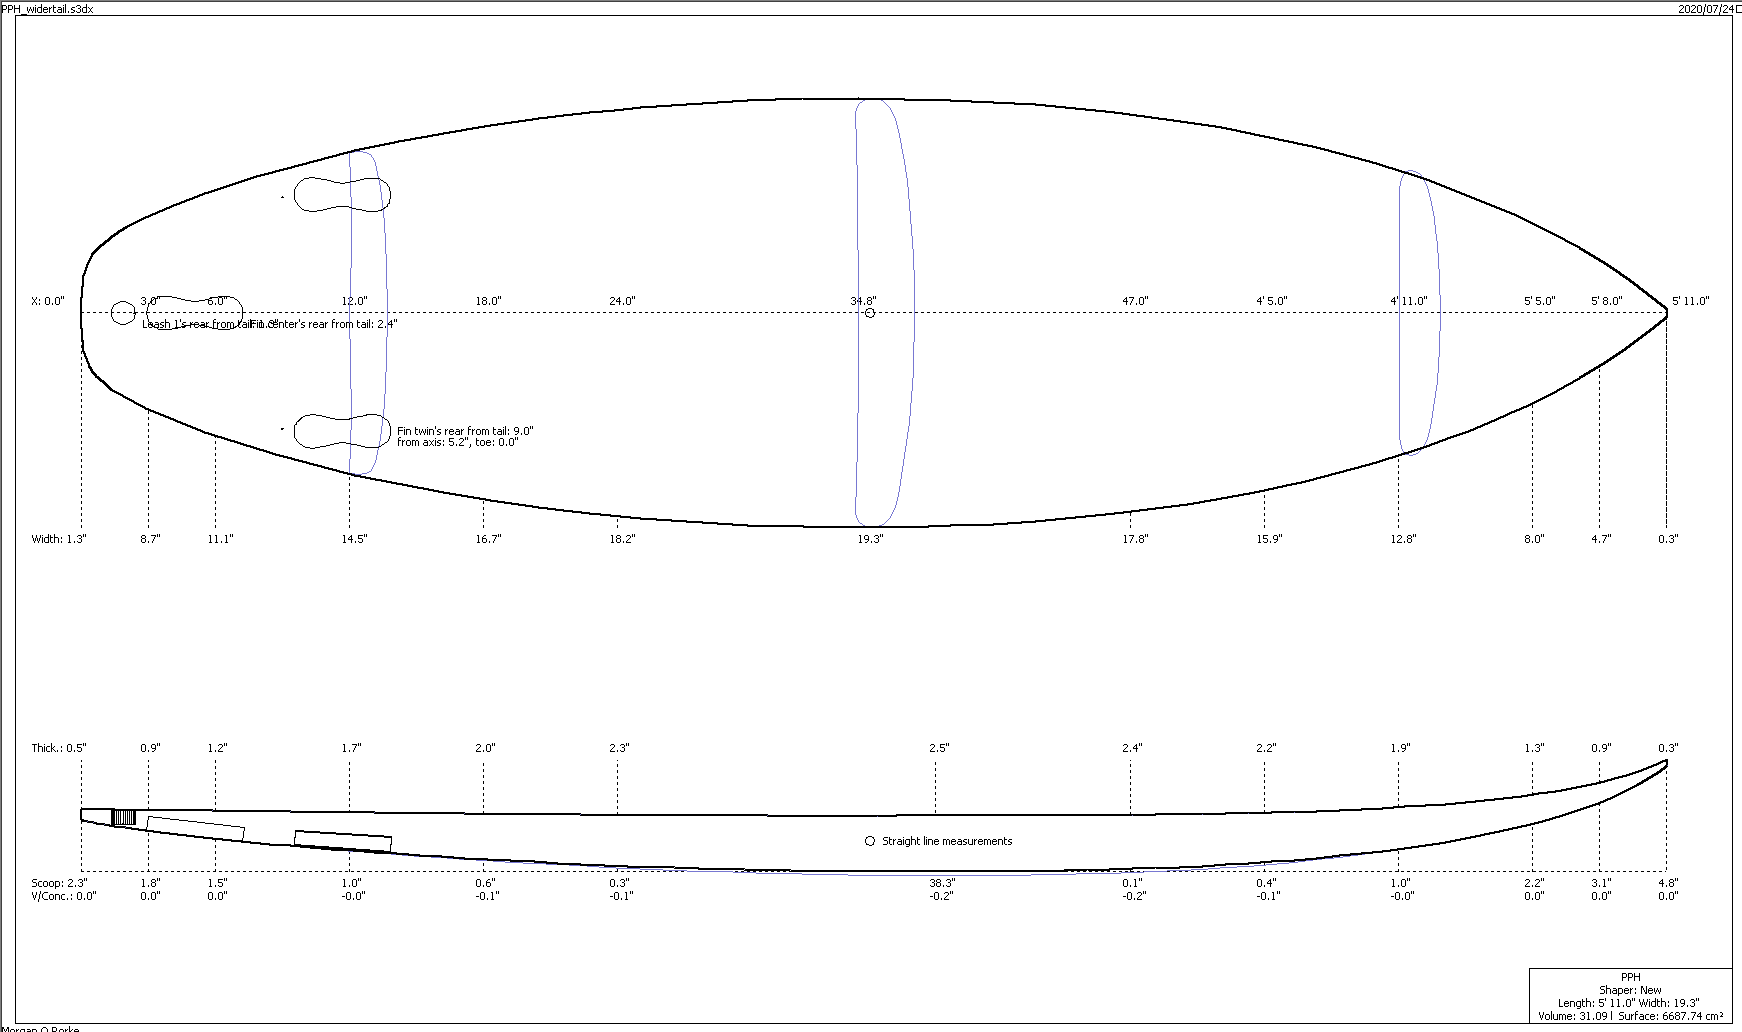 PPH_widertail.s3dx
2020/07/24
X: 0.0" 3.0" 6.0" 12.0" 18.0" 24.0" 34.8" 47.0" 4' 5.0" 4' 11.0" 5' 5.0" 5' 8.0" 5' 11.0"
Leash 1's rear from tail: Fin center's rear from tail: 2.4"
Fin twin's rear from tail: 9.0"
from axis: 5.2", toe: 0.0"
Width: 1.3" 8.7" 11.1" 14.5" 16.7" 18.2" 19.3" 17.8" 15.9" 12.8" 8.0" 4.7" 0.3"
Thick.: 0.5" 0.9" 1.2" 1.7" 2.0" 2.3" 2.5" 2.4" 2.2" 1.9" 1.3" 0.9" 0.3"
Straight line measurements
Scoop: 2.3" 1.8" 1.5" 1.0" 0.6" 0.3" 38.3" 0.1" 0.4" 1.0" 2.2" 3.1" 4.8"
V/Conc.: 0.0" 0.0" 0.0" -0.0" -0.1" -0.1" -0.2" -0.2" -0.1" -0.0" 0.0" 0.0" 0.0"
PPH
Shaper: New
Length: 5' 11.0" Width: 19.3"
Volume: 31.09 l Surface: 6687.74 cm²
Morgan O Rorke